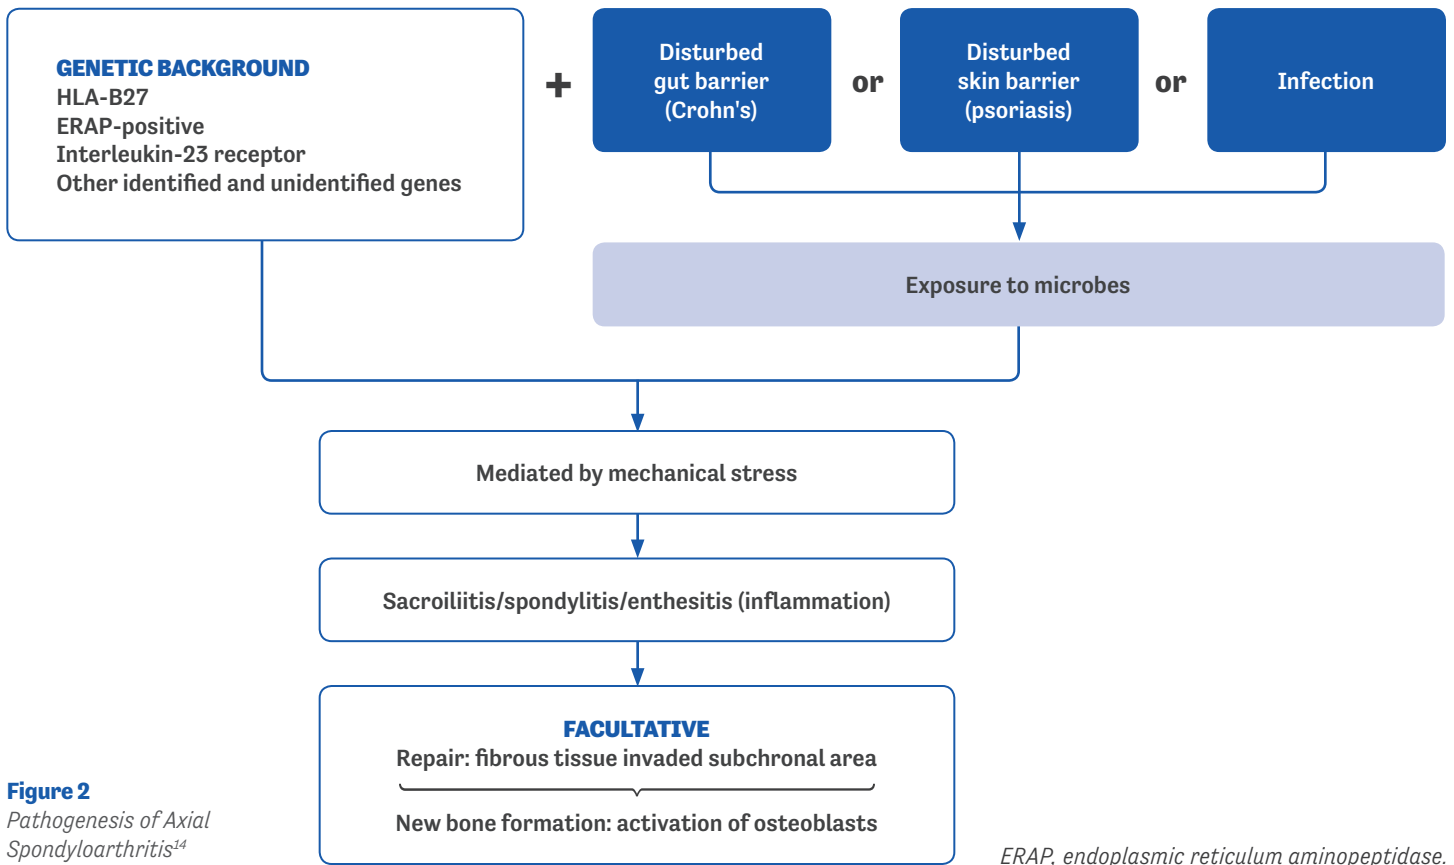 GENETIC BACKGROUND
HLA-B27
ERAP-positive
Interleukin-23 receptor
Other identified and unidentified genes
+
Disturbed
gut barrier
(Crohn's)
or
Disturbed
skin barrier
(psoriasis)
or
Infection
Exposure to microbes
Mediated by mechanical stress
Sacroiliitis/spondylitis/enthesitis (inflammation)
FACULTATIVE
Repair: fibrous tissue invaded subchronal area
New bone formation: activation of osteoblasts
Figure 2
Pathogenesis of Axial
Spondyloarthritis14
ERAP, endoplasmic reticulum aminopeptidase.